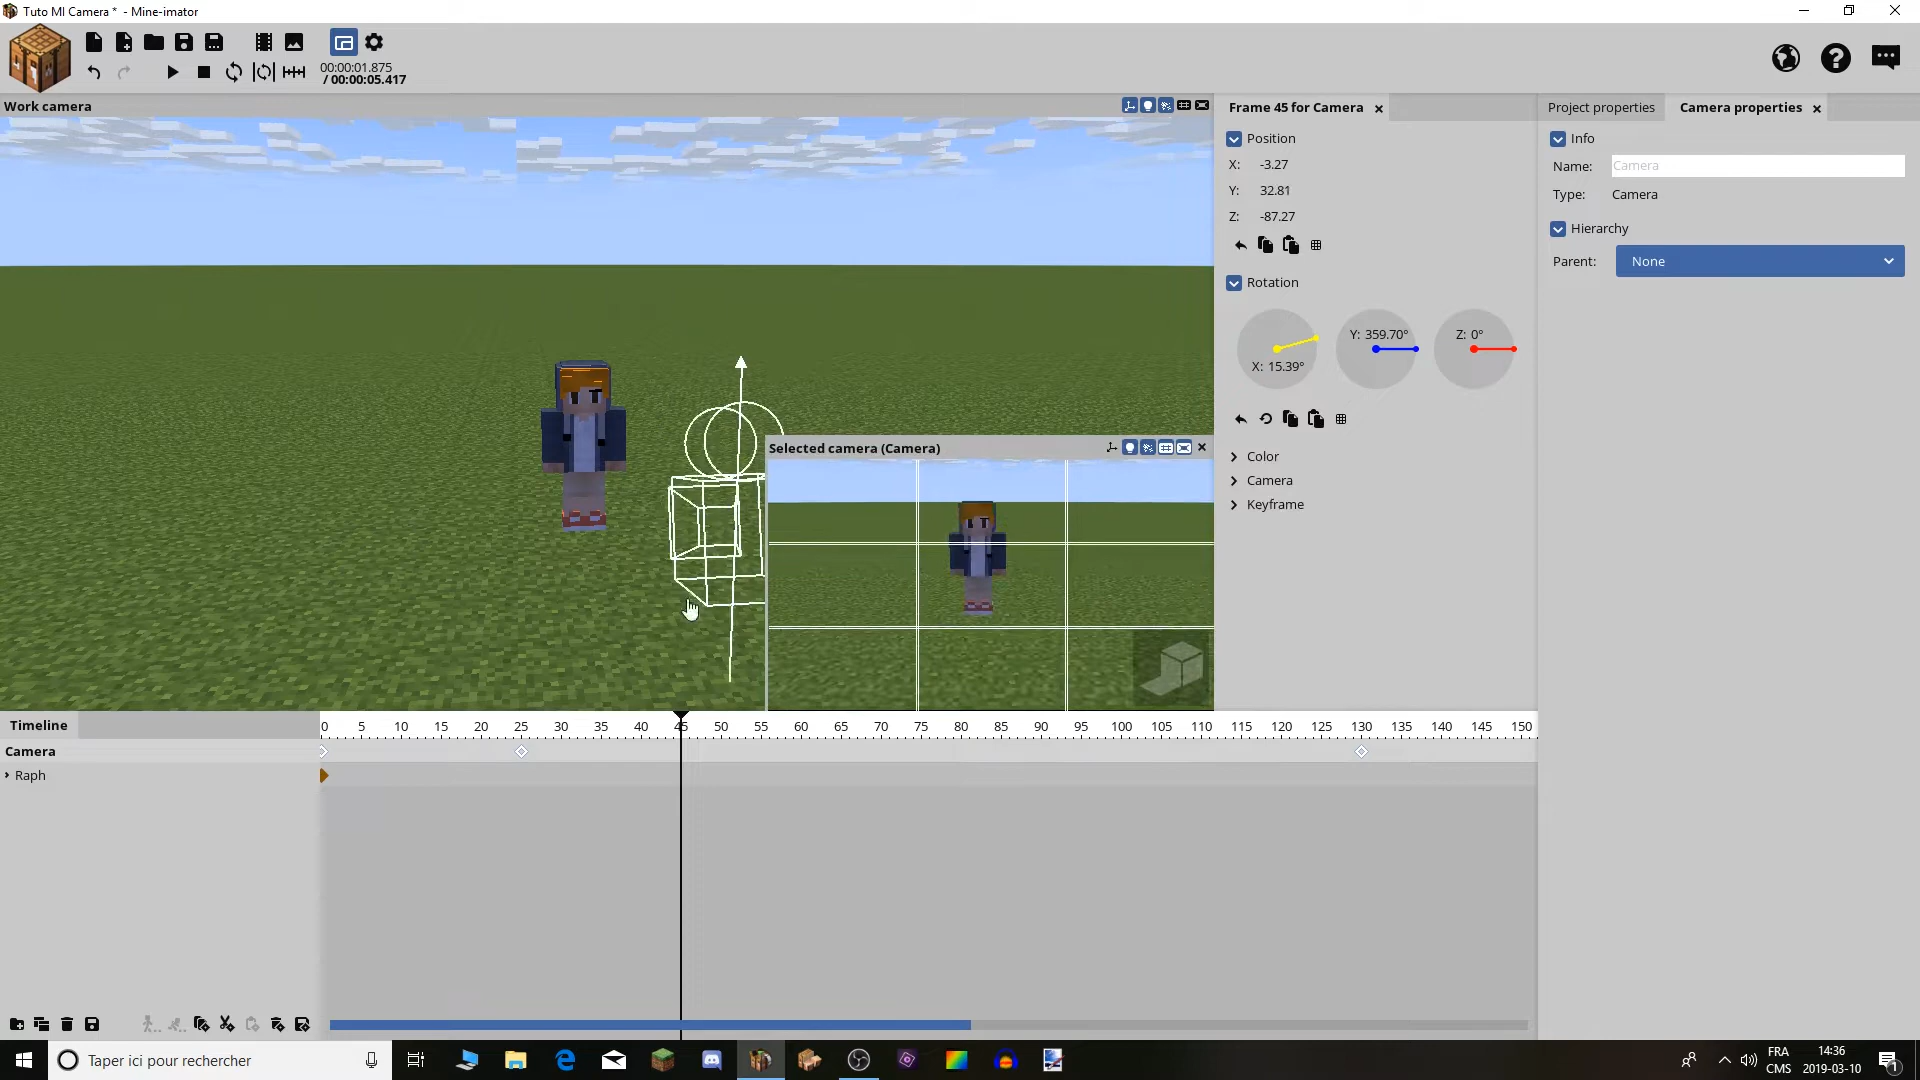 Tuto MI Camera * - Mine-imator
00:00:01.875
/ 00:00:05.417
Work camera
Frame 45 for Camera
Position
X: -3.27
Y: 32.81
Z: -87.27
Rotation
X: 15.39°
Y: 359.70°
Z: 0°
Color
Camera
Keyframe
Project properties
Camera properties
Info
Name: Camera
Type: Camera
Hierarchy
Parent: None
Selected camera (Camera)
Timeline
0 5 10 15 20 25 30 35 40 45 50 55 60 65 70 75 80 85 90 95 100 105 110 115 120 125 130 135 140 145 150
Camera
Raph
Taper ici pour rechercher
FRA
CMS
14:36
2019-03-10
1